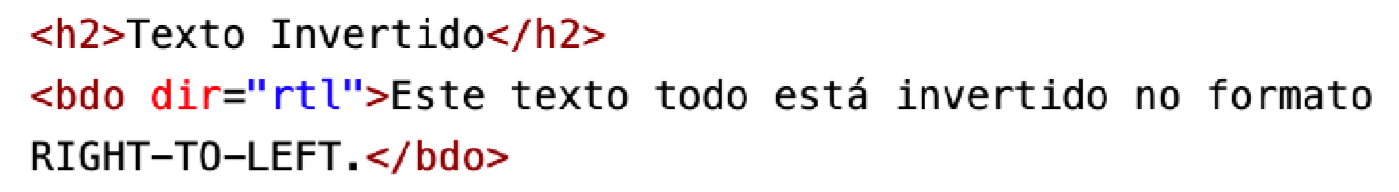 <h2>Texto Invertido</h2>
<bdo dir="rtl">Este texto todo está invertido no formato
RIGHT-TO-LEFT.</bdo>